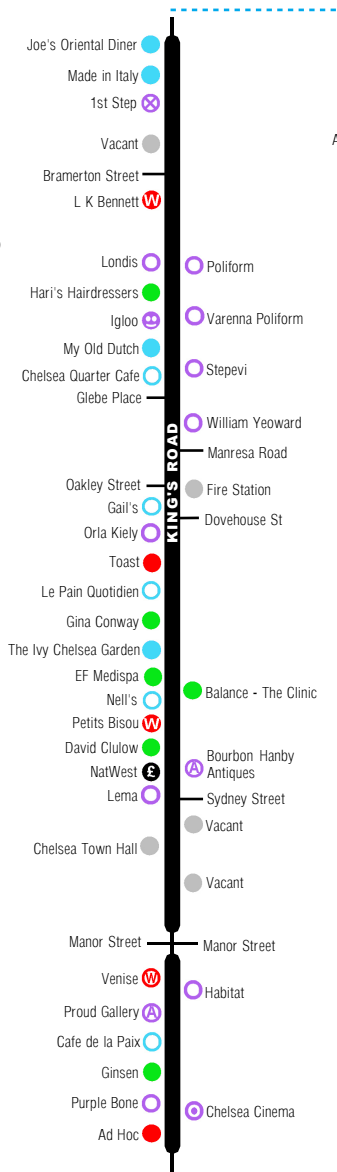 Joe's Oriental Diner
Made in Italy
1st Step
A
Vacant
Bramerton Street
L K Bennett W
Londis
Poliform
Hari's Hairdressers
Igloo
Varenna Poliform
My Old Dutch
Stepevi
Chelsea Quarter Cafe
Glebe Place
William Yeoward
KING'S ROAD
Manresa Road
Oakley Street
Fire Station
Gail's
Dovehouse St
Orla Kiely
Toast
Le Pain Quotidien
Gina Conway
The Ivy Chelsea Garden
EF Medispa
Balance - The Clinic
Nell's
Petits Bisou W
David Clulow
Bourbon Hanby
Antiques
A
NatWest £
Lema
Sydney Street
Vacant
Chelsea Town Hall
Vacant
Manor Street
Manor Street
Venise W
Habitat
Proud Gallery A
Cafe de la Paix
Ginsen
Purple Bone
Chelsea Cinema
Ad Hoc